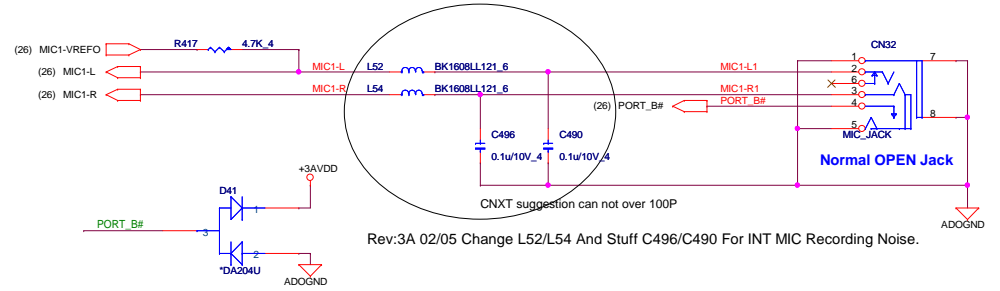 (26) MIC1-VREFO R417 4.7K_4 CN32
(26) MIC1-L MIC1-L L52 BK1608LL121_6 MIC1-L1 1 7
2
6
(26) MIC1-R MIC1-R L54 BK1608LL121_6 MIC1-R1 3
(26) PORT_B# PORT_B# 4
8
5
MIC_JACK
C496 C490
0.1u/10V_4 0.1u/10V_4
Normal OPEN Jack
+3AVDD
CNXT suggestion can not over 100P
D41
1
PORT_B# 3
2
*DA204U
ADOGND
ADOGND
Rev:3A 02/05 Change L52/L54 And Stuff C496/C490 For INT MIC Recording Noise.